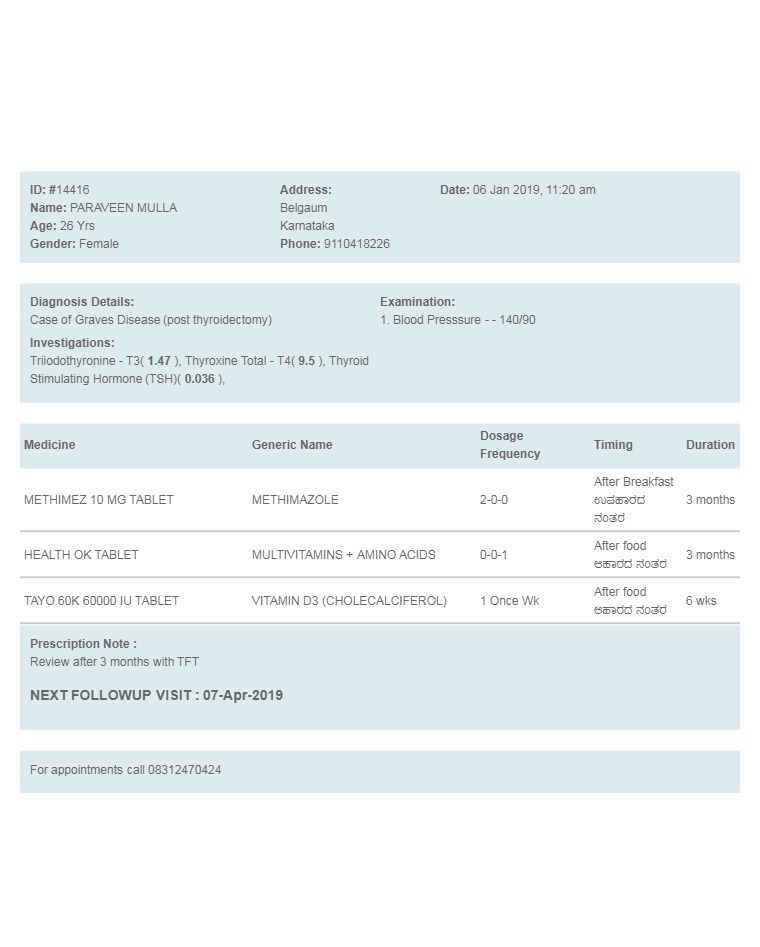 ID: #14416
Name: PARAVEEN MULLA
Age: 26 Yrs
Gender: Female
Address:
Belgaum
Karnataka
Phone: 9110418226
Date: 06 Jan 2019, 11:20 am
Diagnosis Details:
Case of Graves Disease (post thyroidectomy)
Investigations:
Triiodothyronine - T3( 1.47 ), Thyroxine Total - T4( 9.5 ), Thyroid
Stimulating Hormone (TSH)( 0.036 ),
Examination:
1. Blood Presssure - - 140/90
Medicine Generic Name Dosage Frequency Timing Duration
METHIMEZ 10 MG TABLET METHIMAZOLE 2-0-0 After Breakfast 3 months
ಉಪಹಾರದ
ನಂತರ
HEALTH OK TABLET MULTIVITAMINS + AMINO ACIDS 0-0-1 After food 3 months
ಆಹಾರದ ನಂತರ
TAYO 60K 60000 IU TABLET VITAMIN D3 (CHOLECALCIFEROL) 1 Once Wk After food 6 wks
ಆಹಾರದ ನಂತರ
Prescription Note :
Review after 3 months with TFT
NEXT FOLLOWUP VISIT : 07-Apr-2019
For appointments call 08312470424